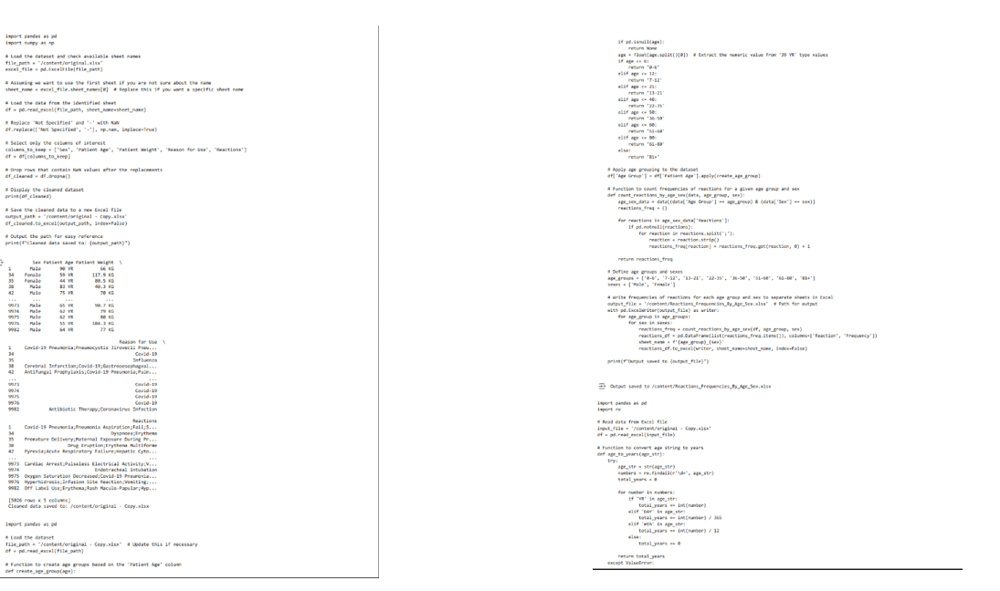 import pandas as pd
import numpy as np
# Load the dataset and check available sheet names
file_path = '/content/original.xlsx'
excel_file = pd.ExcelFile(file_path)
# Assuming we want to use the first sheet if you are not sure about the name
sheet_name = excel_file.sheet_names[0]  # Replace this if you want a specific sheet name
# Load the data from the identified sheet
df = pd.read_excel(file_path, sheet_name=sheet_name)
# Replace 'Not Specified' and '-' with NaN
df.replace(['Not Specified', '-'], np.nan, inplace=True)
# Select only the columns of interest
columns_to_keep = ['Sex', 'Patient Age', 'Patient Weight', 'Reason for Use', 'Reactions']
df = df[columns_to_keep]
# Drop rows that contain NaN values after the replacements
df_cleaned = df.dropna()
# Display the cleaned dataset
print(df_cleaned)
# Save the cleaned data to a new Excel file
output_path = '/content/original - Copy.xlsx'
df_cleaned.to_excel(output_path, index=False)
# Output the path for easy reference
print(f"Cleaned data saved to: {output_path}")
Sex Patient Age Patient Weight \
1 Male 90 YR 66 KG
34 Female 59 YR 117.9 KG
35 Female 44 YR 80.5 KG
38 Male 83 YR 40.3 KG
42 Male 75 YR 70 KG
... ... ... ...
9973 Male 65 YR 90.7 KG
9974 Male 62 YR 79 KG
9975 Male 62 YR 80 KG
9976 Male 55 YR 104.3 KG
9982 Male 64 YR 77 KG
Reason for Use \
1 Covid-19 Pneumonia;Pneumocystis Jirovecii Pneu...
34 Covid-19
35 Influenza
38 Cerebral Infarction;Covid-19;Gastrooesophageal...
42 Antifungal Prophylaxis;Covid-19 Pneumonia;Pulm...
... ...
9973 Covid-19
9974 Covid-19
9975 Covid-19
9976 Covid-19
9982 Antibiotic Therapy;Coronavirus Infection
Reactions
1 Covid-19 Pneumonia;Pneumonia Aspiration;Fall;S...
34 Dyspnoea;Erythema
35 Premature Delivery;Maternal Exposure During Pr...
38 Drug Eruption;Erythema Multiforme
42 Pyrexia;Acute Respiratory Failure;Hepatic Cyto...
... ...
9973 Cardiac Arrest;Pulseless Electrical Activity;V...
9974 Endotracheal Intubation
9975 Oxygen Saturation Decreased;Covid-19 Pneumonia...
9976 Hyperhidrosis;Infusion Site Reaction;Vomiting;...
9982 Off Label Use;Erythema;Rash Maculo-Papular;Hyp...
[5026 rows x 5 columns]
Cleaned data saved to: /content/original - Copy.xlsx
import pandas as pd
# Load the dataset
file_path = '/content/original - Copy.xlsx'  # Update this if necessary
df = pd.read_excel(file_path)
# Function to create age groups based on the 'Patient Age' column
def create_age_group(age):
if pd.isnull(age):
return None
age = float(age.split()[0])  # Extract the numeric value from '39 YR' type values
if age <= 6:
return '0-6'
elif age <= 12:
return '7-12'
elif age <= 21:
return '13-21'
elif age <= 40:
return '22-35'
elif age <= 50:
return '36-50'
elif age <= 60:
return '51-60'
elif age <= 80:
return '61-80'
else:
return '81+'
# Apply age grouping to the dataset
df['Age Group'] = df['Patient Age'].apply(create_age_group)
# Function to count frequencies of reactions for a given age group and sex
def count_reactions_by_age_sex(data, age_group, sex):
age_sex_data = data[(data['Age Group'] == age_group) & (data['Sex'] == sex)]
reactions_freq = {}
for reactions in age_sex_data['Reactions']:
if pd.notnull(reactions):
for reaction in reactions.split(';'):
reaction = reaction.strip()
reactions_freq[reaction] = reactions_freq.get(reaction, 0) + 1
return reactions_freq
# Define age groups and sexes
age_groups = ['0-6', '7-12', '13-21', '22-35', '36-50', '51-60', '61-80', '81+']
sexes = ['Male', 'Female']
# Write frequencies of reactions for each age group and sex to separate sheets in Excel
output_file = '/content/Reactions_Frequencies_By_Age_Sex.xlsx'  # Path for output
with pd.ExcelWriter(output_file) as writer:
for age_group in age_groups:
for sex in sexes:
reactions_freq = count_reactions_by_age_sex(df, age_group, sex)
reactions_df = pd.DataFrame(list(reactions_freq.items()), columns=['Reaction', 'Frequency'])
sheet_name = f'{age_group}_{sex}'
reactions_df.to_excel(writer, sheet_name=sheet_name, index=False)
print(f"Output saved to {output_file}")
Output saved to /content/Reactions_Frequencies_By_Age_Sex.xlsx
import pandas as pd
import re
# Read data from Excel file
input_file = '/content/original - Copy.xlsx'
df = pd.read_excel(input_file)
# Function to convert age string to years
def age_to_years(age_str):
try:
age_str = str(age_str)
numbers = re.findall(r'\d+', age_str)
total_years = 0
for number in numbers:
if 'YR' in age_str:
total_years += int(number)
elif 'DAY' in age_str:
total_years += int(number) / 365
elif 'mth' in age_str:
total_years += int(number) / 12
else:
total_years += 0
return total_years
except ValueError: